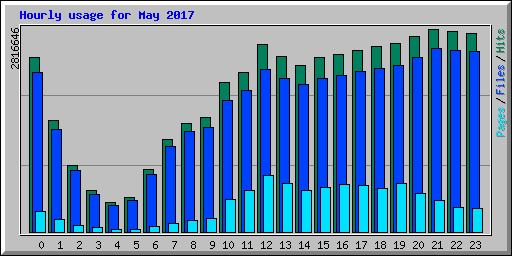 Hourly usage for May 2017
2816646
Pages / Files / Hits
0 1 2 3 4 5 6 7 8 9 10 11 12 13 14 15 16 17 18 19 20 21 22 23